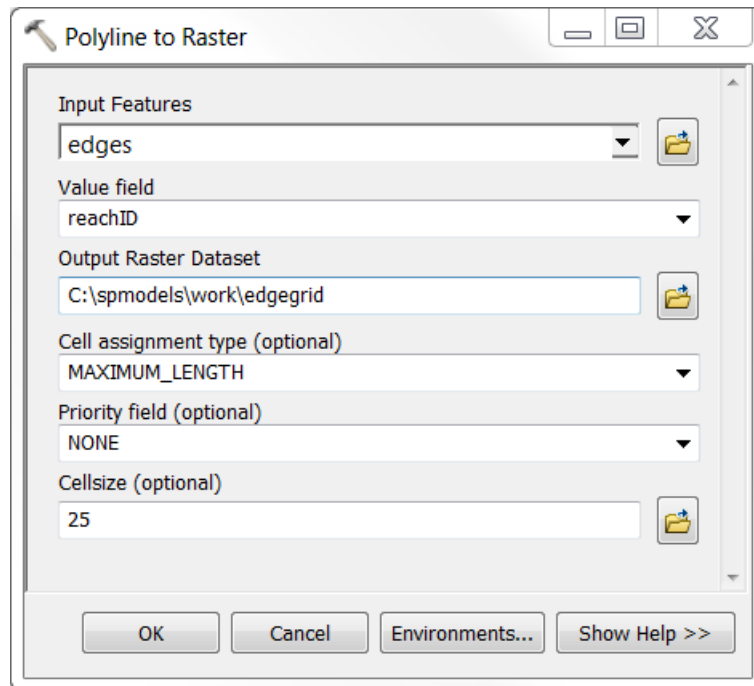 Polyline to Raster
Input Features
edges
Value field
reachID
Output Raster Dataset
C:\spmodels\work\edgegrid
Cell assignment type (optional)
MAXIMUM_LENGTH
Priority field (optional)
NONE
Cellsize (optional)
25
OK Cancel Environments... Show Help >>